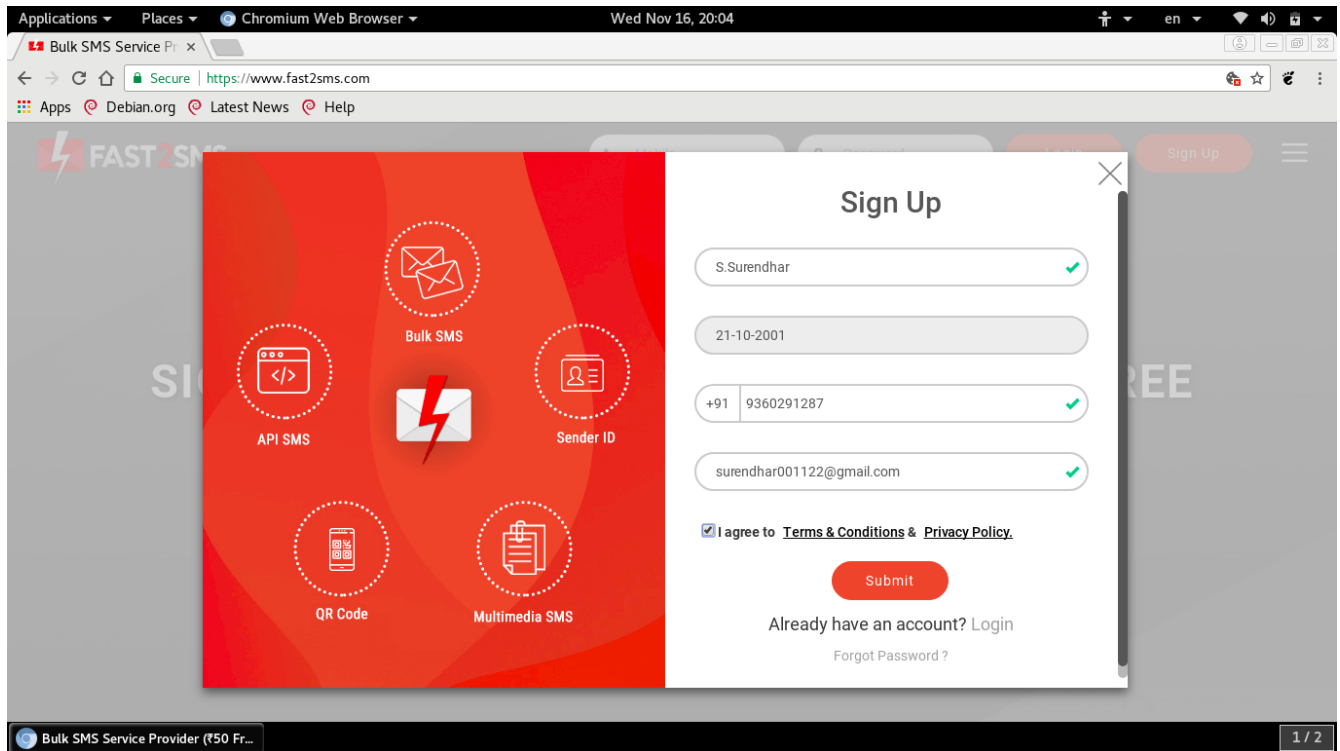 Applications Places Chromium Web Browser Wed Nov 16, 20:04 en
Bulk SMS Service Pr
Secure https://www.fast2sms.com
Apps Debian.org Latest News Help
FAST2SM Sign Up
Sign Up
S.Surendhar
21-10-2001
+91 9360291287
surendhar001122@gmail.com
I agree to Terms & Conditions & Privacy Policy.
Submit
Already have an account? Login
Forgot Password ?
Bulk SMS
API SMS
Sender ID
QR Code
Multimedia SMS
SI
REE
Bulk SMS Service Provider (₹50 Fr...
1 / 2